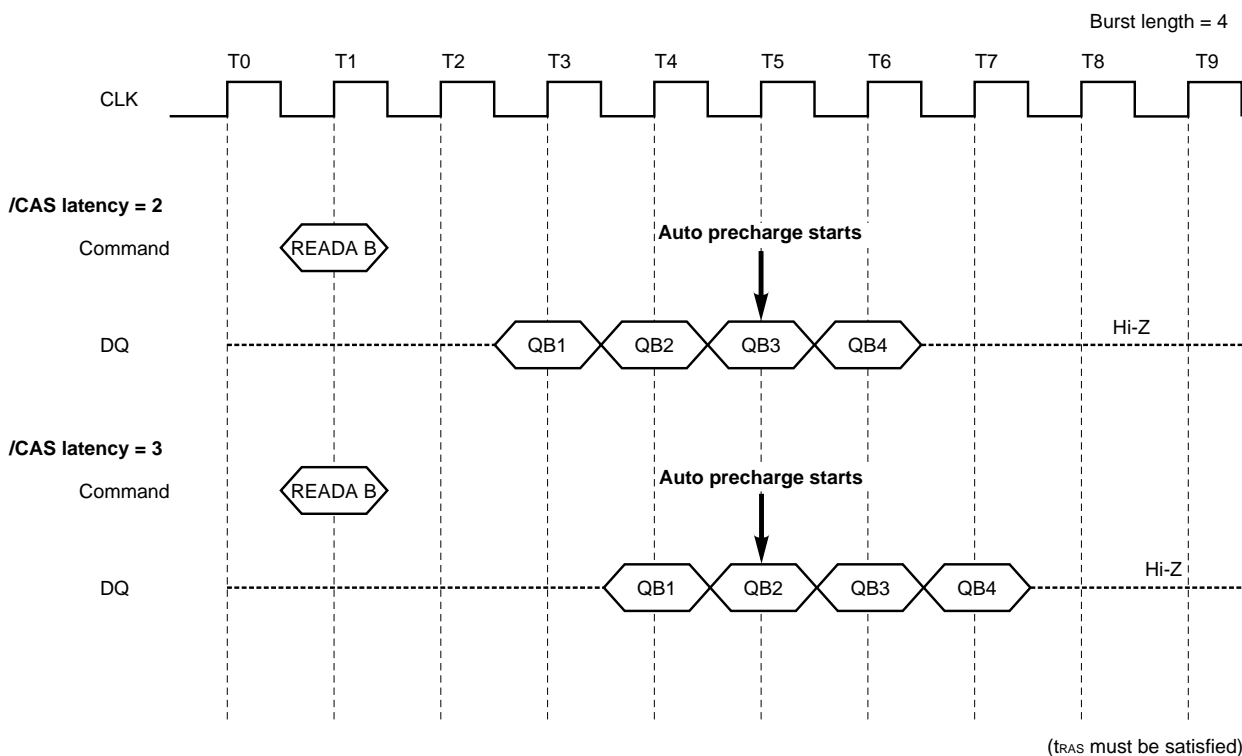 Burst length = 4
T0 T1 T2 T3 T4 T5 T6 T7 T8 T9
CLK
/CAS latency = 2
Command READA B
Auto precharge starts
DQ QB1 QB2 QB3 QB4 Hi-Z
/CAS latency = 3
Command READA B
Auto precharge starts
DQ QB1 QB2 QB3 QB4 Hi-Z
(tRAS must be satisfied)